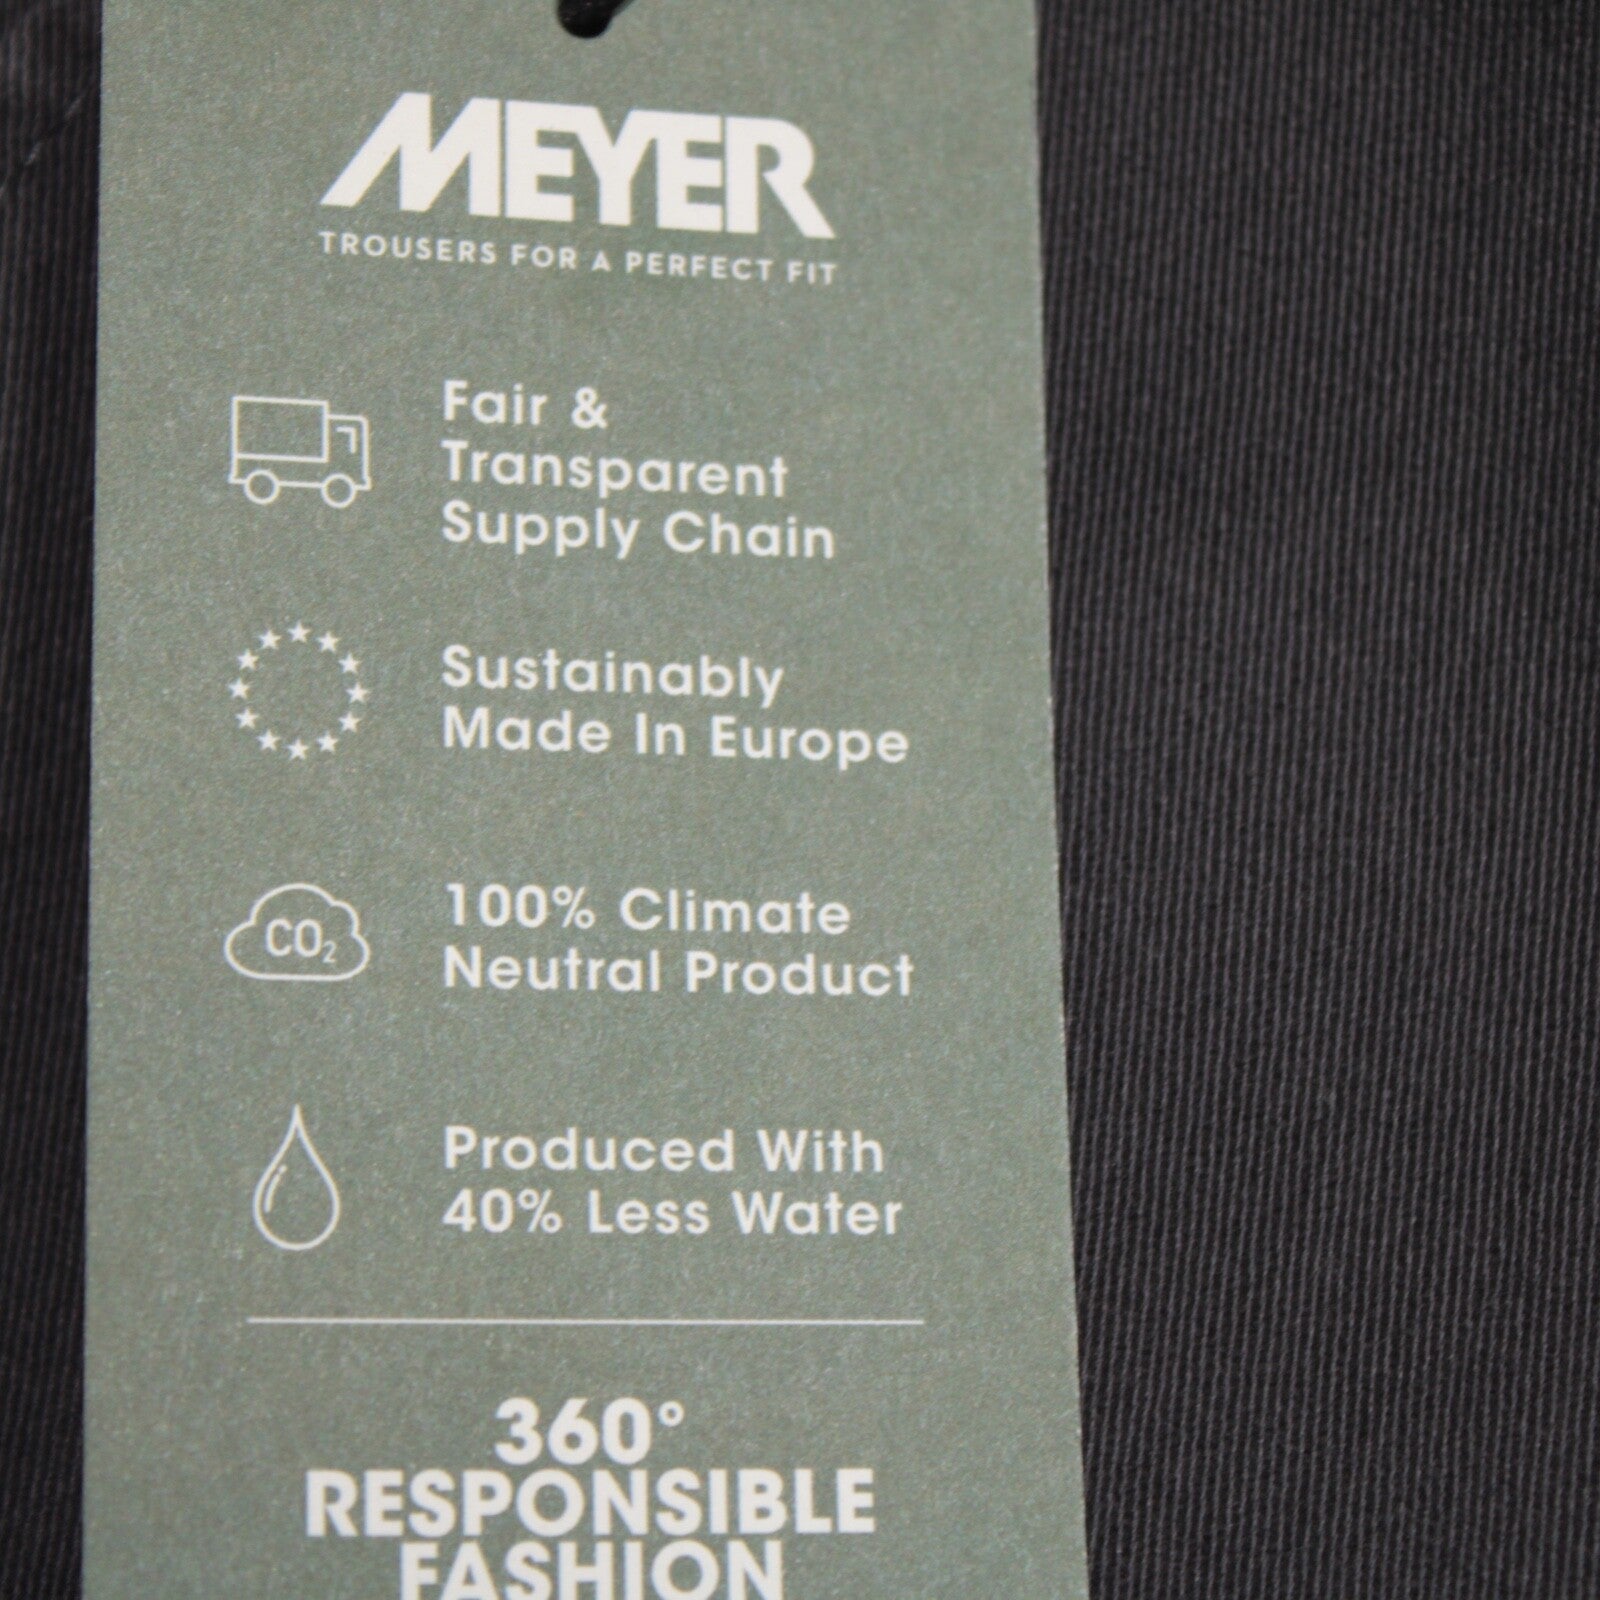 MEYER
TROUSERS FOR A PERFECT FIT
Fair &
Transparent
Supply Chain
Sustainably
Made In Europe
CO₂
100% Climate
Neutral Product
Produced With
40% Less Water
360°
RESPONSIBLE
FASHION